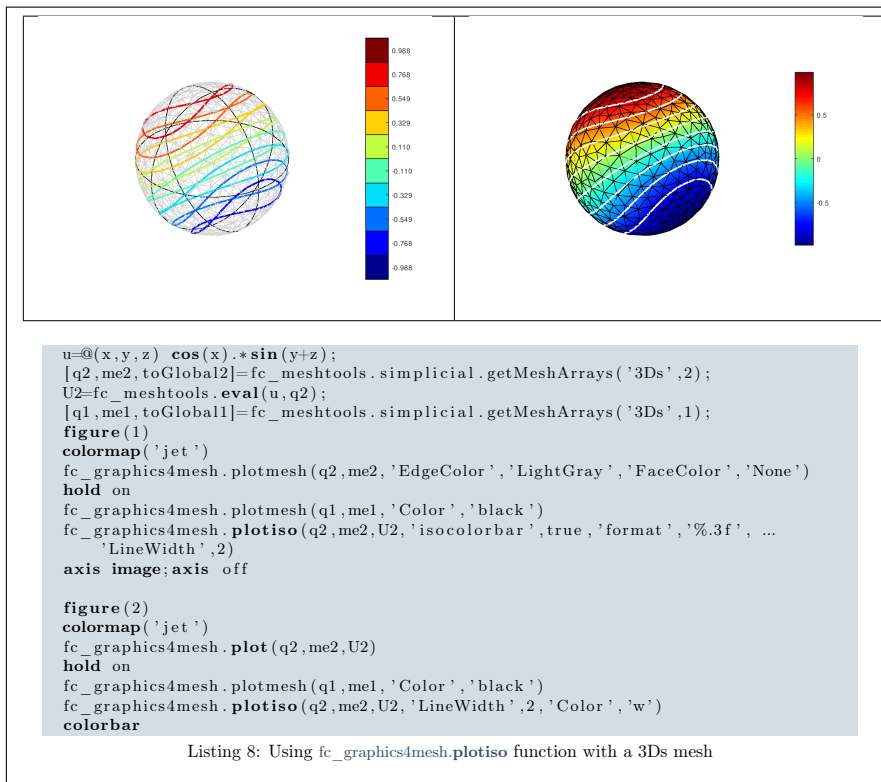 0.988
0.768
0.549
0.329
0.110
-0.110
-0.329
-0.549
-0.768
-0.988
0.5
0
-0.5
u=@(x,y,z) cos(x).*sin(y+z);
[q2,me2,toGlobal2]=fc_meshtools.simplicial.getMeshArrays('3Ds',2);
U2=fc_meshtools.eval(u,q2);
[q1,me1,toGlobal1]=fc_meshtools.simplicial.getMeshArrays('3Ds',1);
figure(1)
colormap('jet')
fc_graphics4mesh.plotmesh(q2,me2,'EdgeColor','LightGray','FaceColor','None')
hold on
fc_graphics4mesh.plotmesh(q1,me1,'Color','black')
fc_graphics4mesh.plotiso(q2,me2,U2,'isocolorbar',true,'format','%.3f', ...
'LineWidth',2)
axis image;axis off
figure(2)
colormap('jet')
fc_graphics4mesh.plot(q2,me2,U2)
hold on
fc_graphics4mesh.plotmesh(q1,me1,'Color','black')
fc_graphics4mesh.plotiso(q2,me2,U2,'LineWidth',2,'Color','w')
colorbar
Listing 8: Using fc_graphics4mesh.plotiso function with a 3Ds mesh